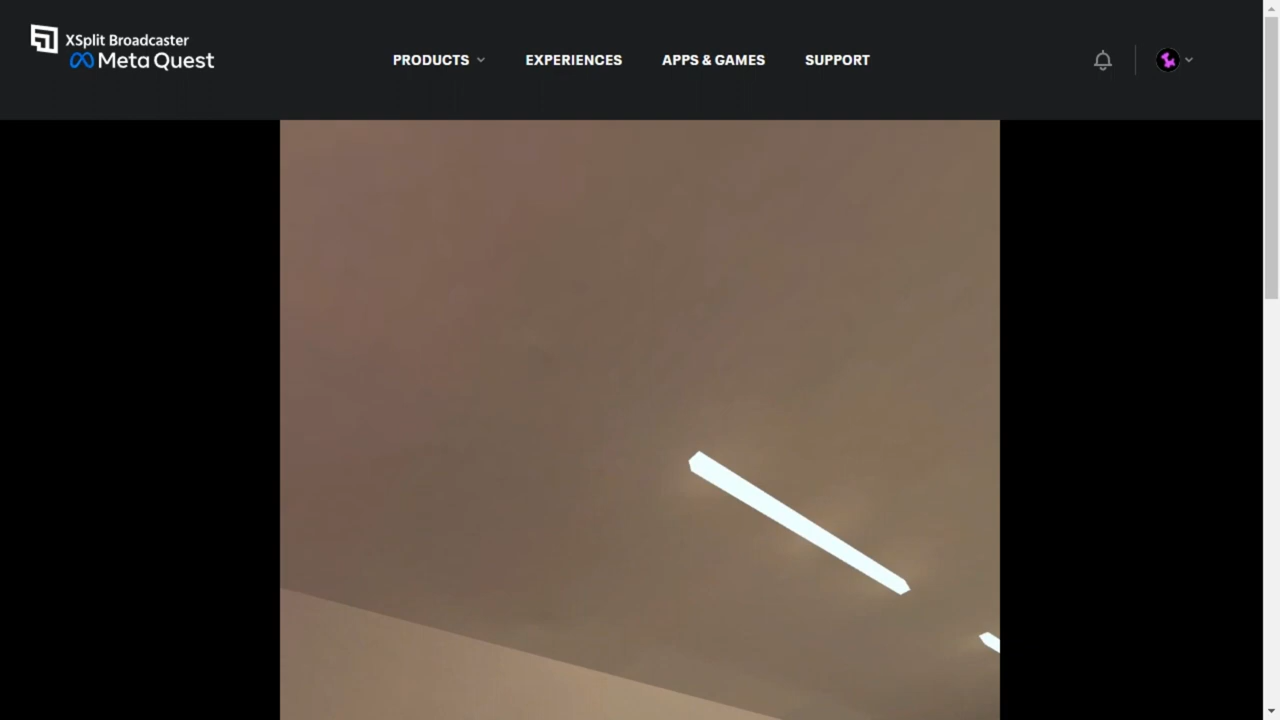 XSplit Broadcaster
Meta Quest
PRODUCTS
EXPERIENCES
APPS & GAMES
SUPPORT